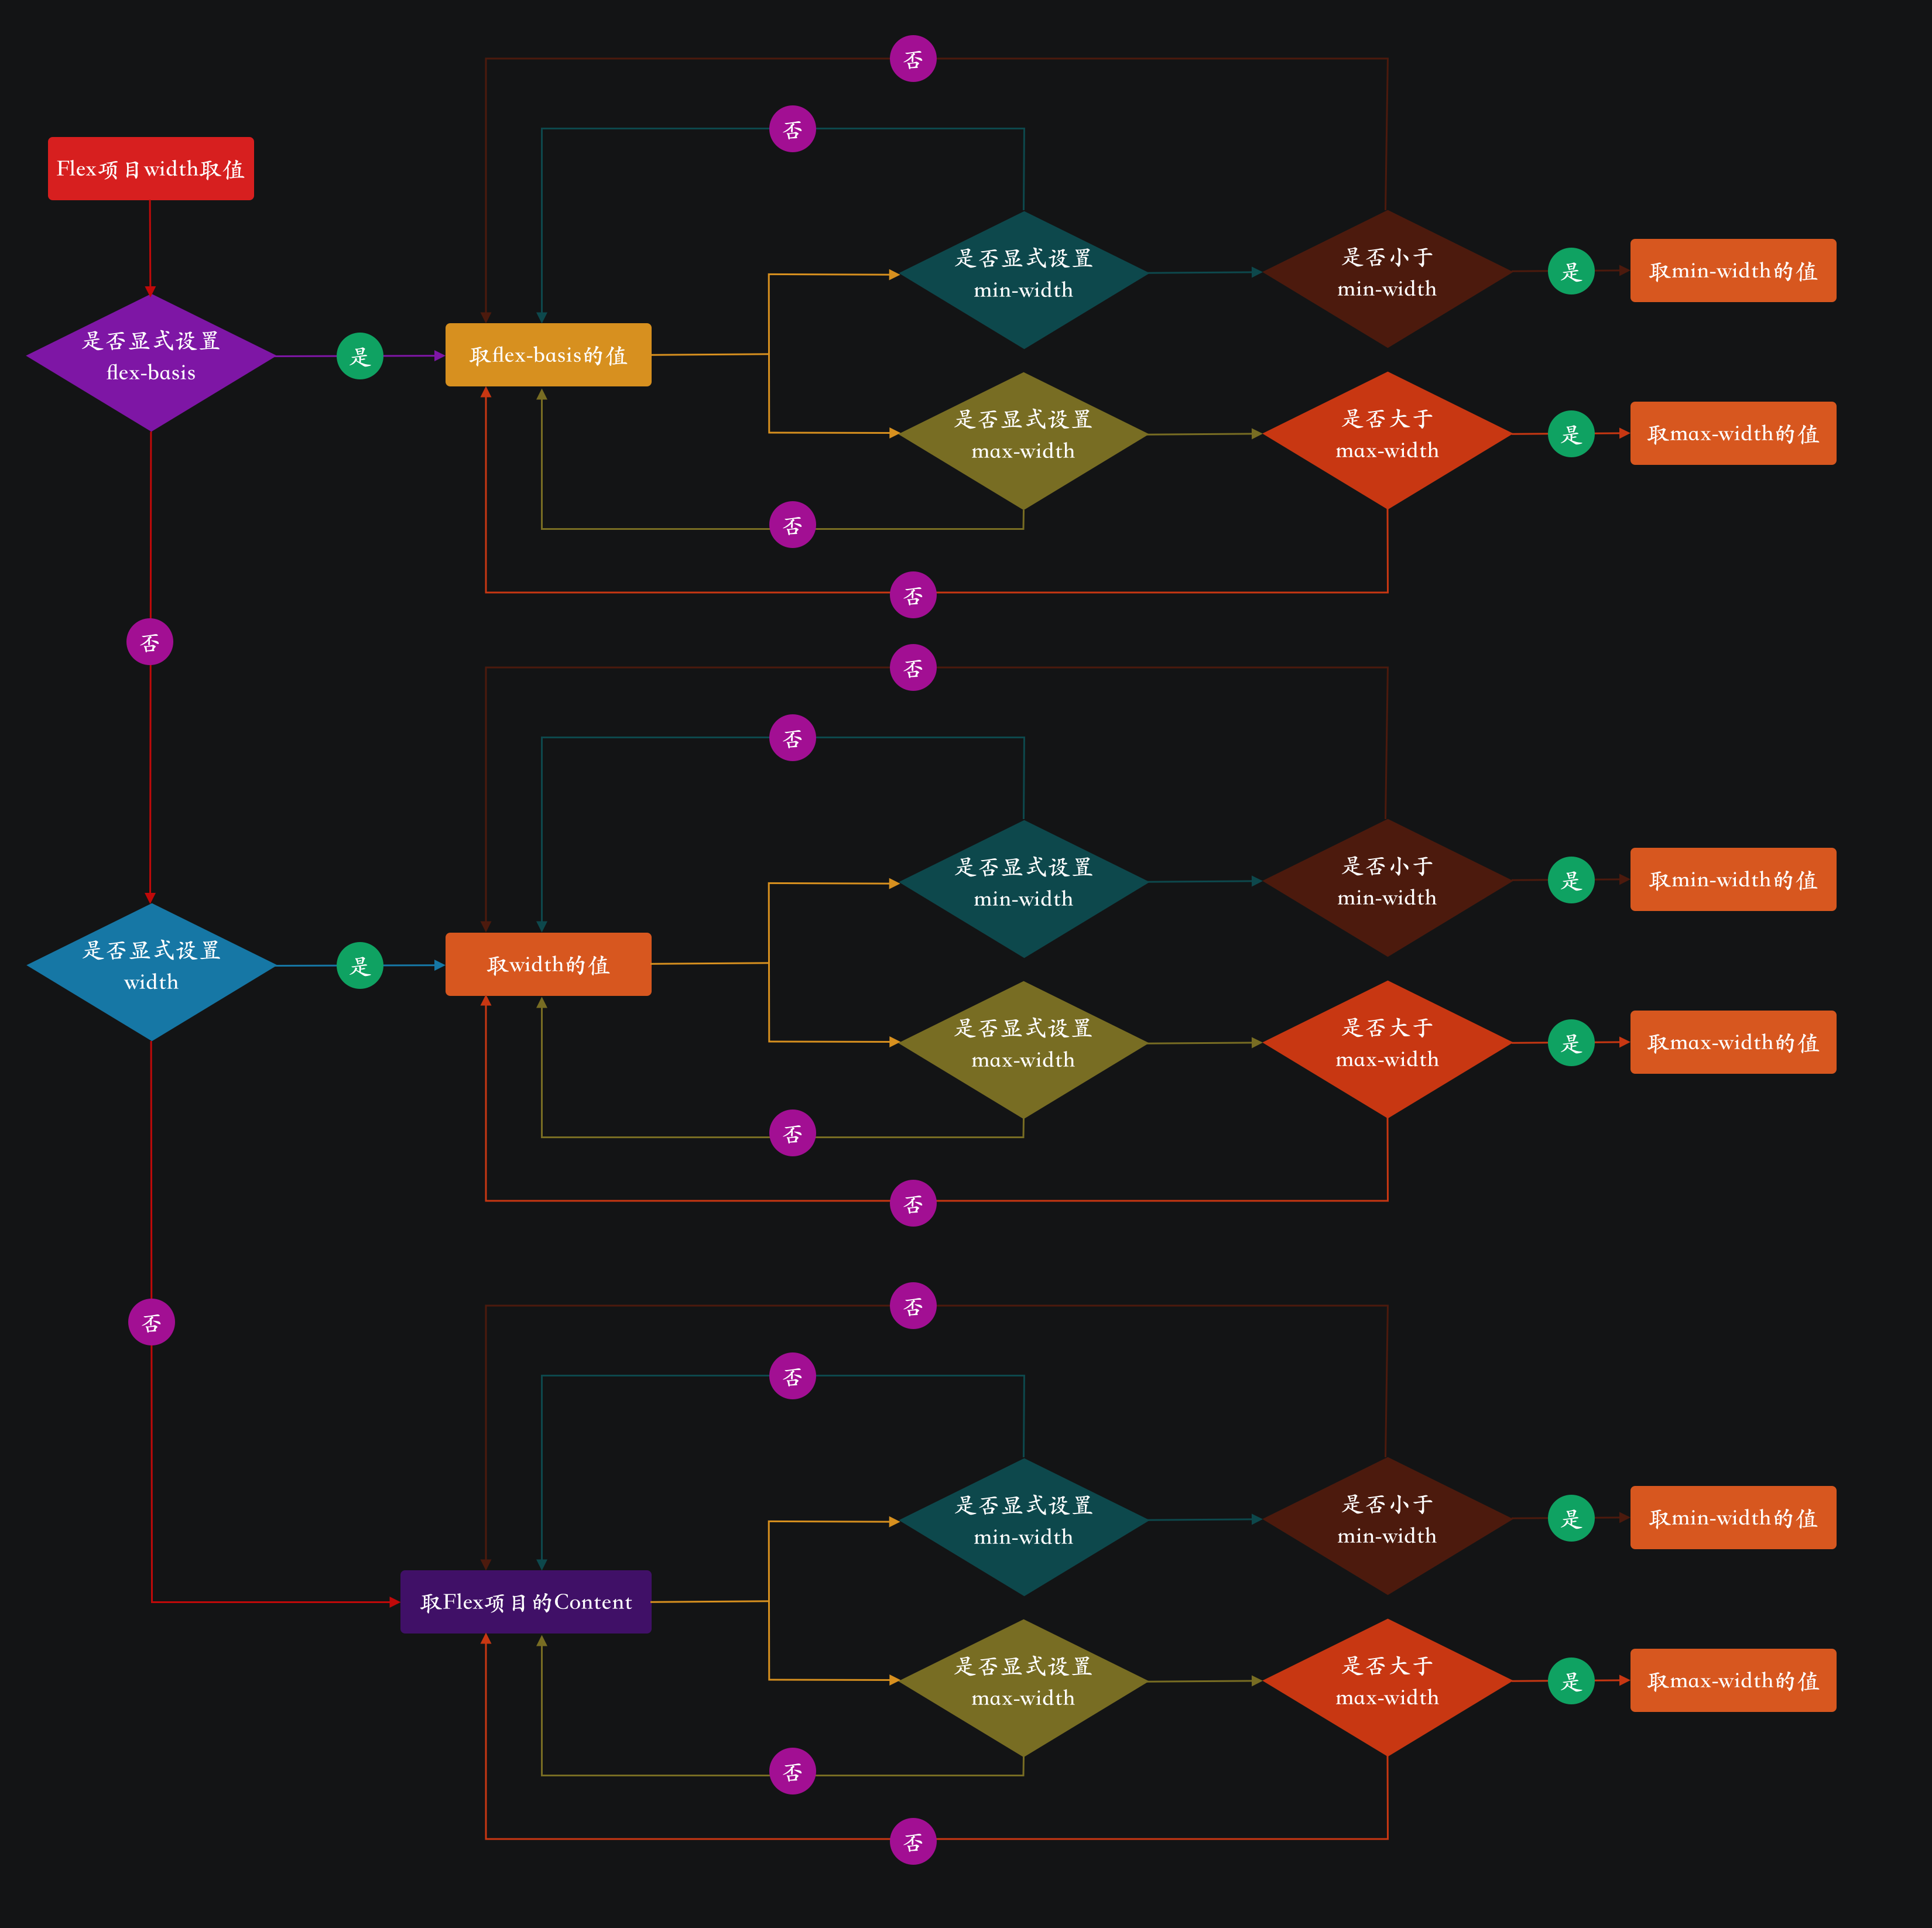 否
否
Flex项目width取值
是否显式设置
min-width
是否小于
min-width
是
取min-width的值
是否显式设置
flex-basis
是
取flex-basis的值
是否显式设置
max-width
是否大于
max-width
是
取max-width的值
否
否
否
否
否
是否显式设置
min-width
是否小于
min-width
是
取min-width的值
是否显式设置
width
是
取width的值
是否显式设置
max-width
是否大于
max-width
是
取max-width的值
否
否
否
否
否
是否显式设置
min-width
是否小于
min-width
是
取min-width的值
取Flex项目的Content
是否显式设置
max-width
是否大于
max-width
是
取max-width的值
否
否